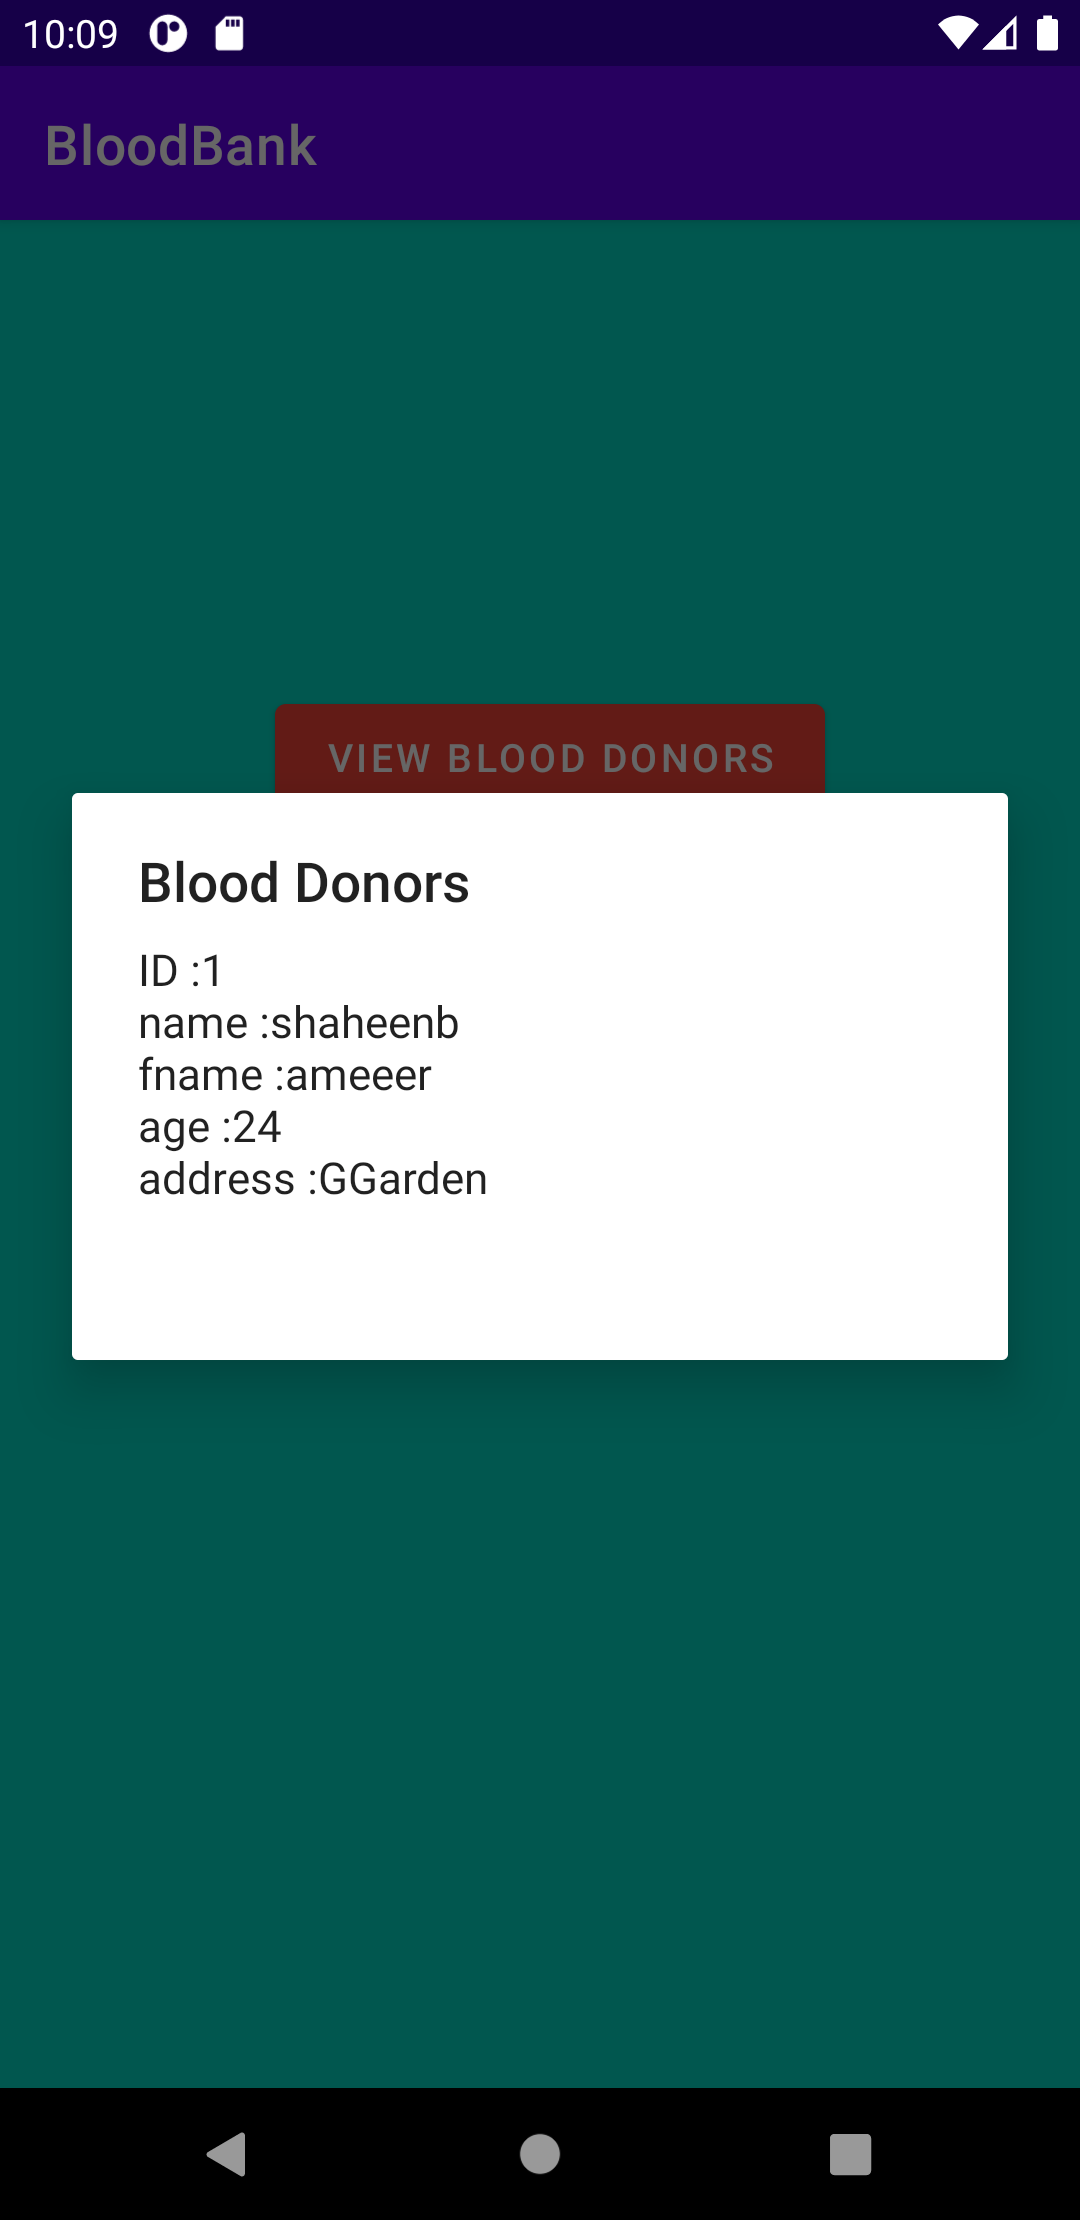 10:09
BloodBank
VIEW BLOOD DONORS
Blood Donors
ID :1
name :shaheenb
fname :ameeer
age :24
address :GGarden